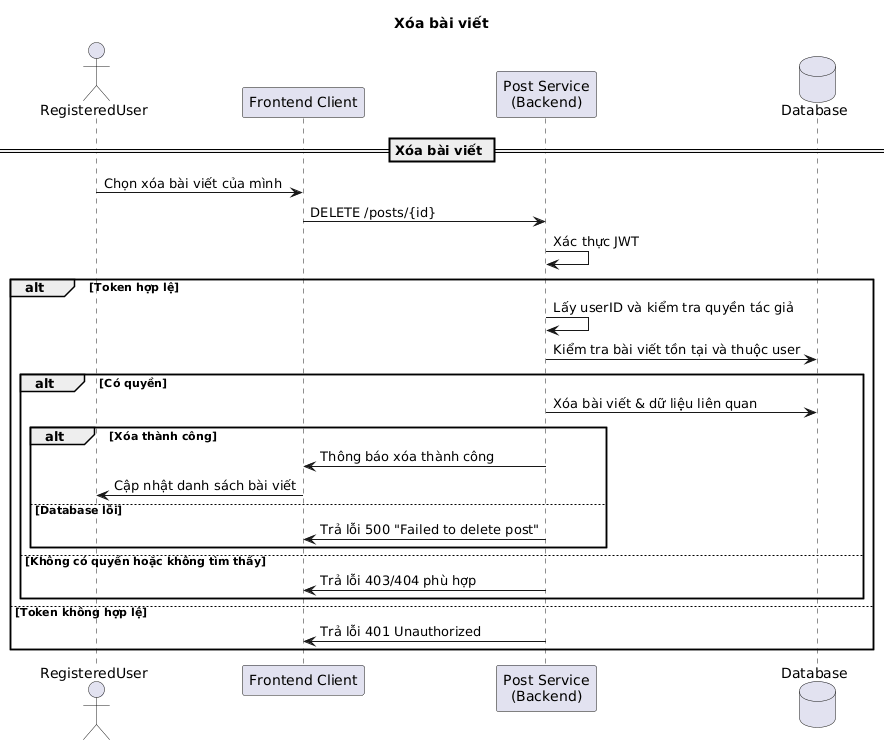 Xóa bài viết
RegisteredUser
Frontend Client
Post Service
(Backend)
Database
Xóa bài viết
Chọn xóa bài viết của mình
DELETE /posts/{id}
Xác thực JWT
alt [Token hợp lệ]
Lấy userID và kiểm tra quyền tác giả
Kiểm tra bài viết tồn tại và thuộc user
alt [Có quyền]
Xóa bài viết & dữ liệu liên quan
alt [Xóa thành công]
Thông báo xóa thành công
Cập nhật danh sách bài viết
[Database lỗi]
Trả lỗi 500 "Failed to delete post"
[Không có quyền hoặc không tìm thấy]
Trả lỗi 403/404 phù hợp
[Token không hợp lệ]
Trả lỗi 401 Unauthorized
RegisteredUser
Frontend Client
Post Service
(Backend)
Database